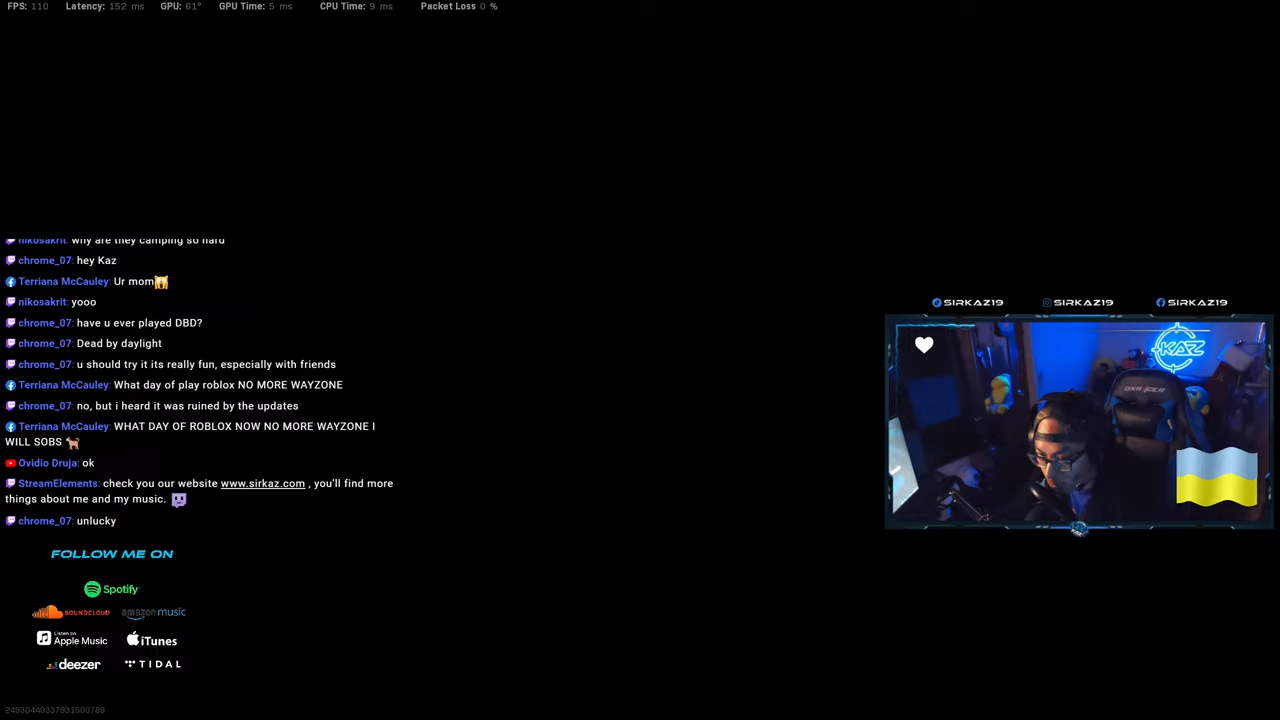 FPS: 110 Latency: 152 ms GPU: 61° GPU Time: 5 ms CPU Time: 9 ms Packet Loss 0 %
nikosakrit: why are they camping so hard
chrome_07: hey Kaz
Terriana McCauley: Ur mom
nikosakrit: yooo
chrome_07: have u ever played DBD?
chrome_07: Dead by daylight
chrome_07: u should try it its really fun, especially with friends
Terriana McCauley: What day of play roblox NO MORE WAYZONE
chrome_07: no, but i heard it was ruined by the updates
Terriana McCauley: WHAT DAY OF ROBLOX NOW NO MORE WAYZONE I
WILL SOBS
Ovidio Druja: ok
StreamElements: check you our website www.sirkaz.com , you'll find more
things about me and my music.
chrome_07: unlucky
FOLLOW ME ON
Spotify
SOUNDCLOUD amazon music
Listen on
Apple Music iTunes
deezer TIDAL
24930440337931500789
SIRKAZ19 SIRKAZ19 SIRKAZ19
KAZ
DXRACER